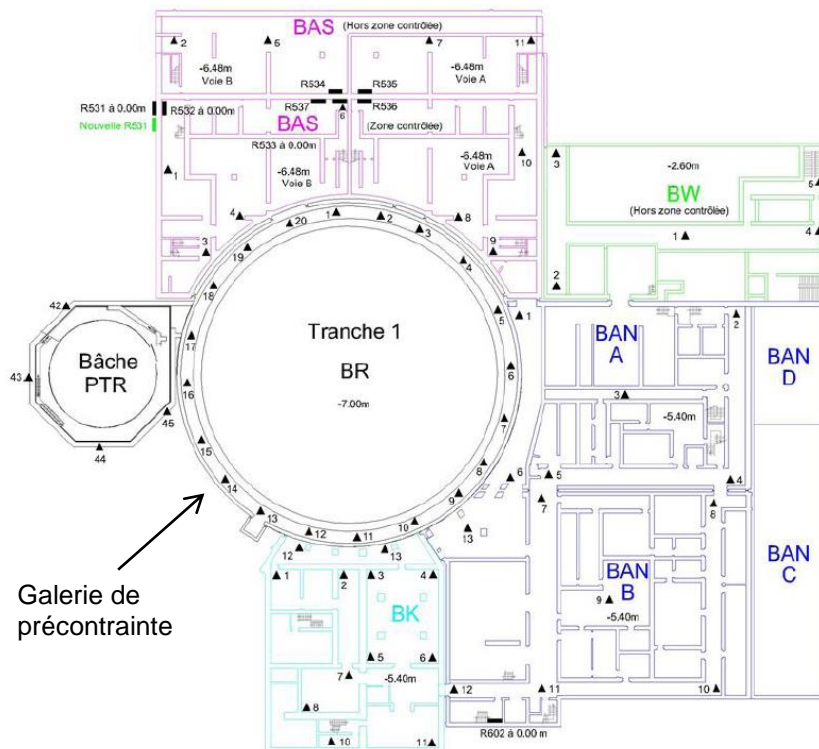 BAS (Hors zone contrôlée)
2
5
7
11
-6.48m
Voie B
-6.48m
Voie A
R534
R535
R531 à 0.00m
R532 à 0.00m
R537
R536
6
Nouvelle R531
BAS (Zone contrôlée)
R533 à 0.00m
-6.48m
Voie B
-6.48m
Voie A
1
10
3
-2.60m
BW
(Hors zone contrôlée)
5
1
4
2
4
20
1
2
3
8
3
19
4
9
18
5
1
42
17
6
16
43
45
44
15
7
14
8
13
9
12
11
10
Bâche
PTR
Tranche 1
BR
-7.00m
BAN
A
2
BAN
D
3
-5.40m
5
4
6
7
8
13
BAN
B
9
-5.40m
BAN
C
10
11
12
Galerie de
précontrainte
12
13
1
2
3
4
BK
5
6
7
-5.40m
8
10
11
R602 à 0.00 m